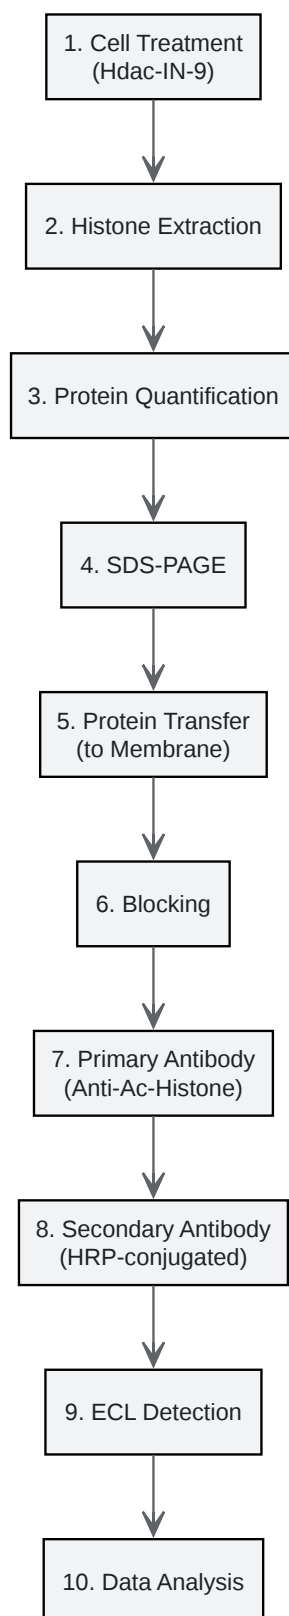 1. Cell Treatment
(Hdac-IN-9)
2. Histone Extraction
3. Protein Quantification
4. SDS-PAGE
5. Protein Transfer
(to Membrane)
6. Blocking
7. Primary Antibody
(Anti-Ac-Histone)
8. Secondary Antibody
(HRP-conjugated)
9. ECL Detection
10. Data Analysis